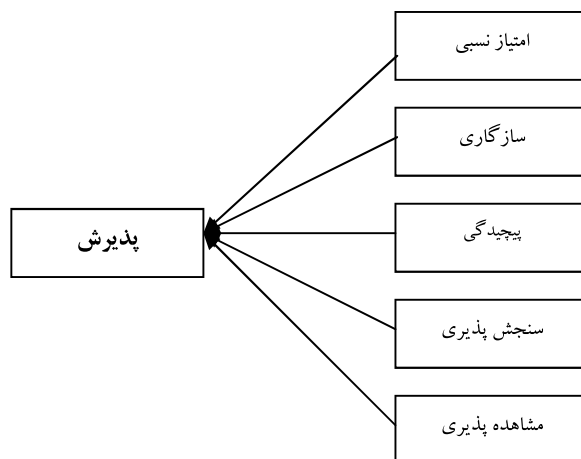 امتیاز نسبی
سازگاری
پیچیدگی
پذیرش
سنجش پذیری
مشاهده پذیری